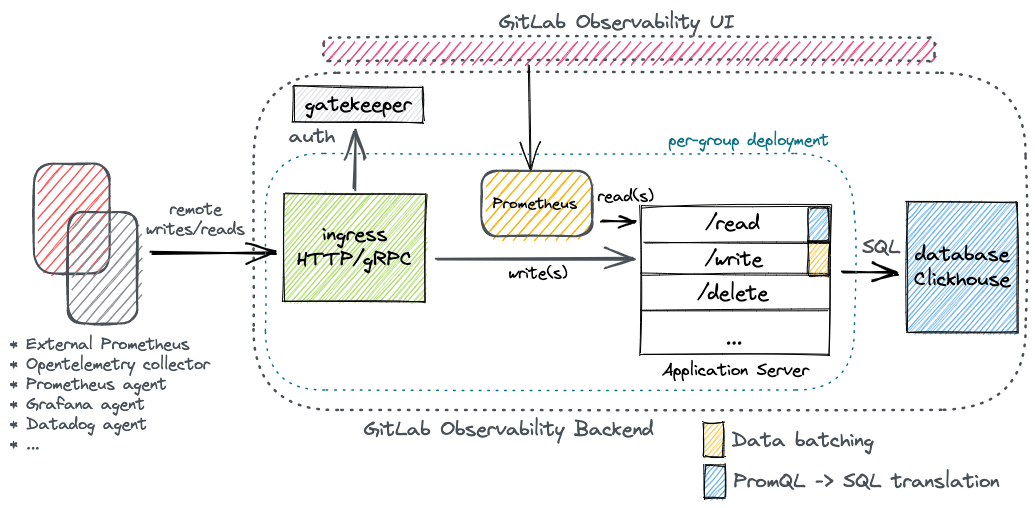 GitLab Observability UI
gatekeeper
auth
per-group deployment
remote
writes/reads
ingress
HTTP/gRPC
Prometheus
read(s)
write(s)
/read
/write
/delete
...
Application Server
SQL
database
Clickhouse
* External Prometheus
* Opentelemetry collector
* Prometheus agent
* Grafana agent
* Datadog agent
* ...
GitLab Observability Backend
Data batching
PromQL -> SQL translation